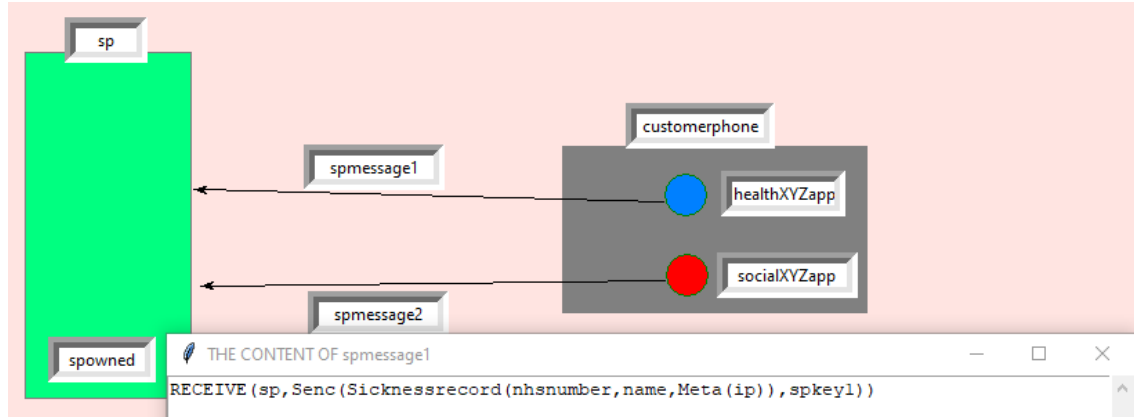 sp
customerphone
spmessage1
healthXYZapp
socialXYZapp
spmessage2
spowned
THE CONTENT OF spmessage1
RECEIVE(sp,Senc(Sicknessrecord(nhsnumber,name,Meta(ip)),spkey1))